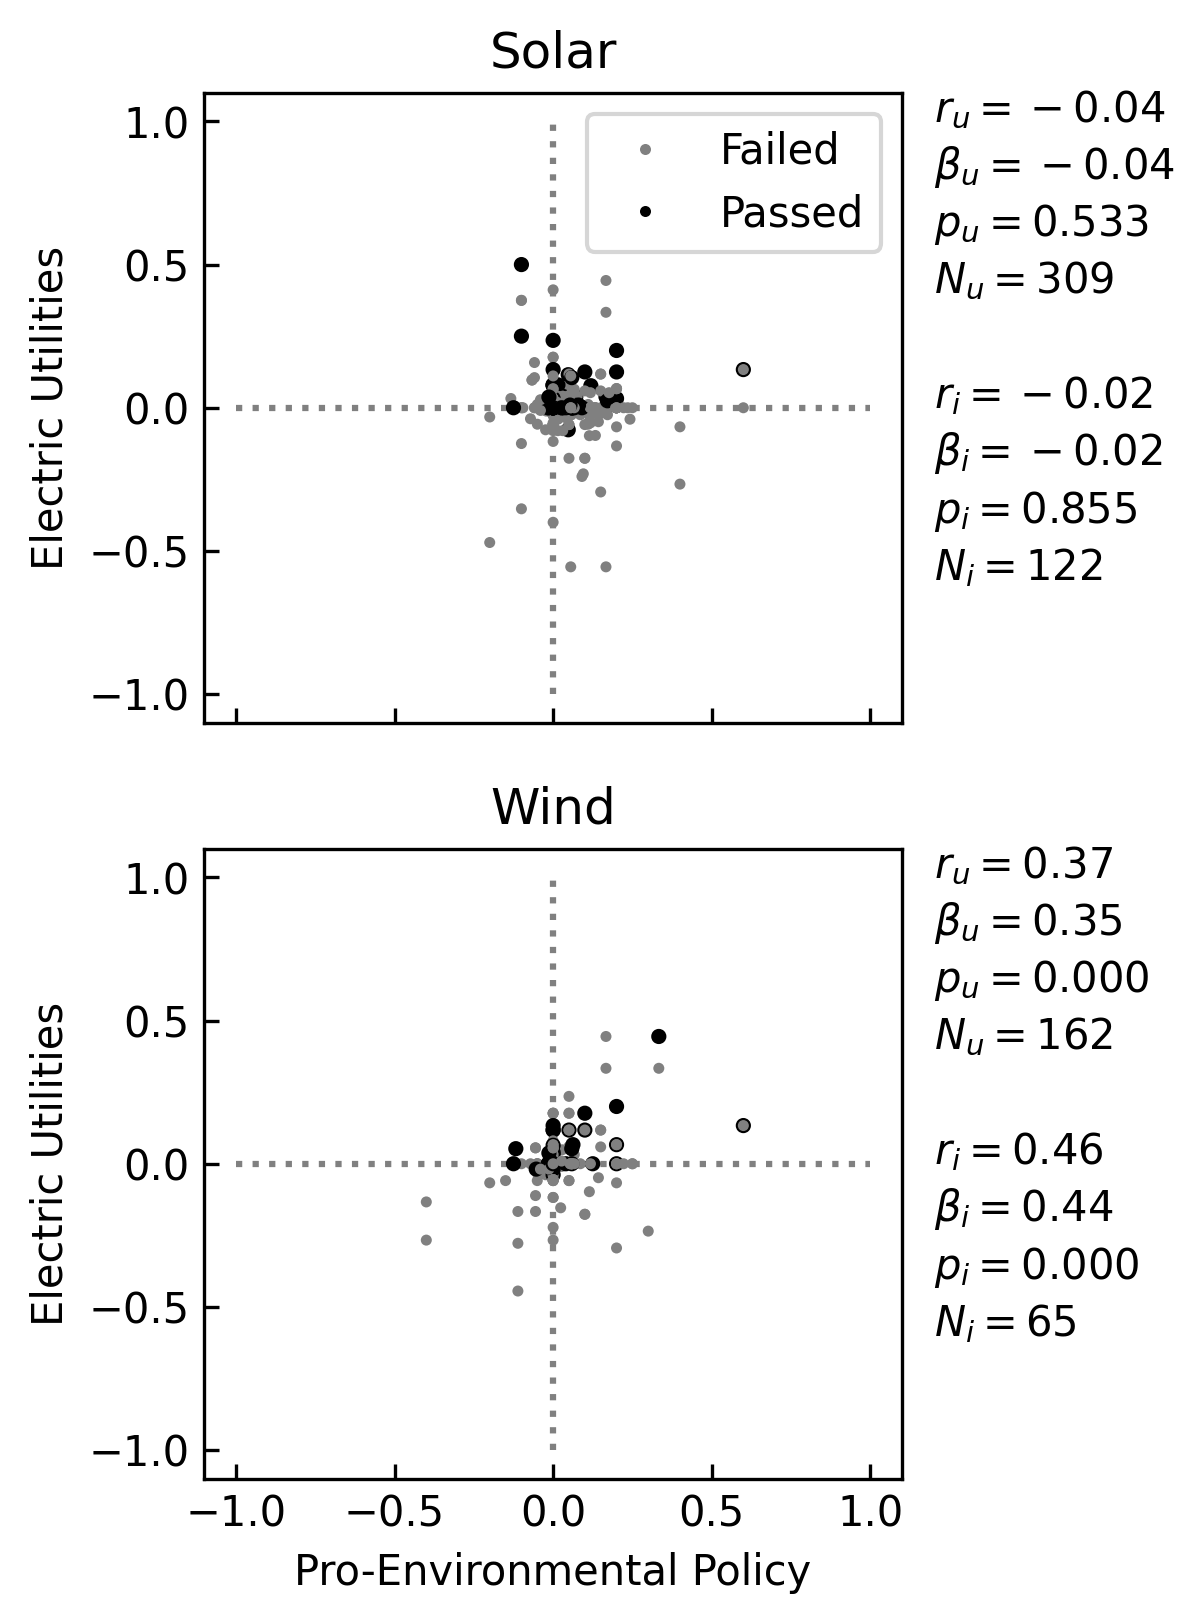 Solar
1.0
0.5
0.0
−0.5
−1.0
Electric Utilities
Failed
Passed
r_u = −0.04
β_u = −0.04
p_u = 0.533
N_u = 309
r_i = −0.02
β_i = −0.02
p_i = 0.855
N_i = 122
Wind
1.0
0.5
0.0
−0.5
−1.0
Electric Utilities
r_u = 0.37
β_u = 0.35
p_u = 0.000
N_u = 162
r_i = 0.46
β_i = 0.44
p_i = 0.000
N_i = 65
−1.0 −0.5 0.0 0.5 1.0
Pro-Environmental Policy